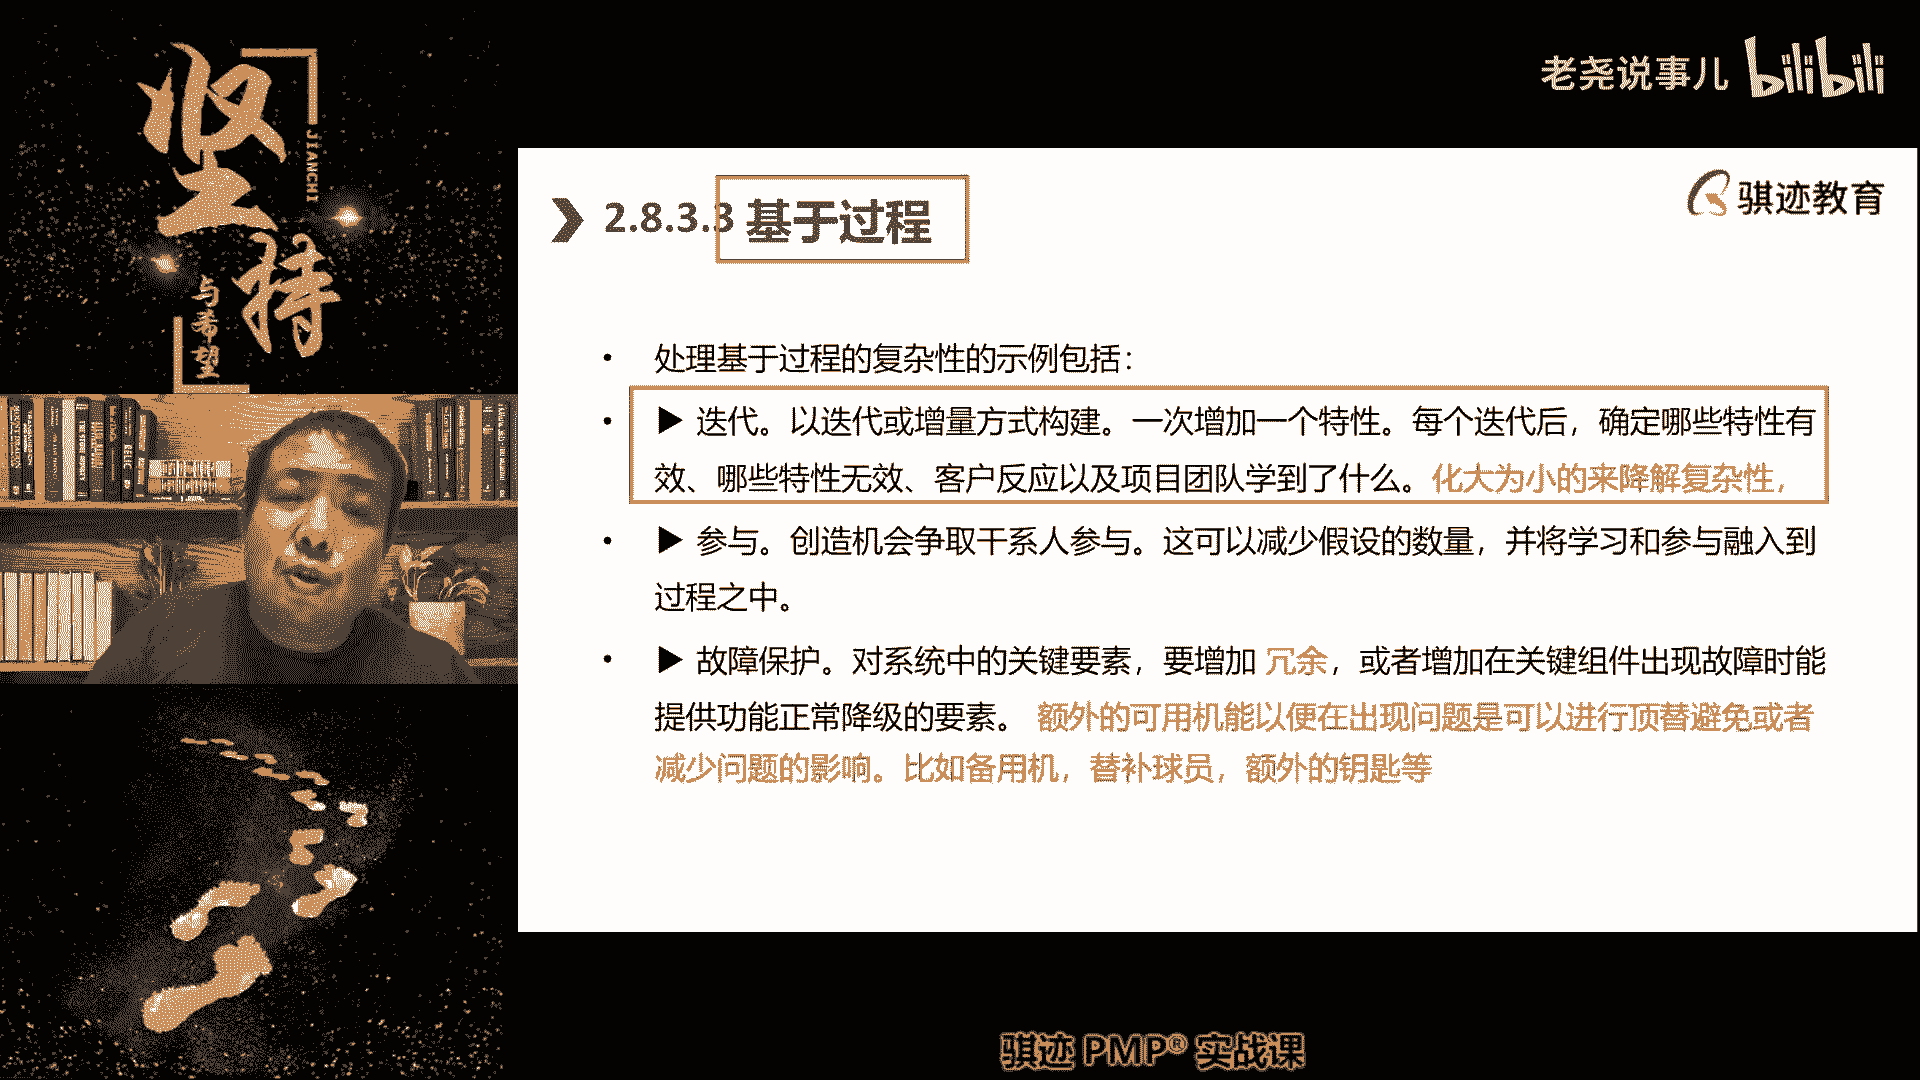 坚持
JIANCHI
与希望
老尧说事儿 bilibili
骐迹教育
2.8.3.3 基于过程
• 处理基于过程的复杂性的示例包括：
• ▶ 迭代。以迭代或增量方式构建。一次增加一个特性。每个迭代后，确定哪些特性有
效、哪些特性无效、客户反应以及项目团队学到了什么。化大为小的来降解复杂性，
• ▶ 参与。创造机会争取干系人参与。这可以减少假设的数量，并将学习和参与融入到
过程之中。
• ▶ 故障保护。对系统中的关键要素，要增加 冗余，或者增加在关键组件出现故障时能
提供功能正常降级的要素。 额外的可用机能以便在出现问题是可以进行顶替避免或者
减少问题的影响。比如备用机，替补球员，额外的钥匙等
骐迹 PMP® 实战课